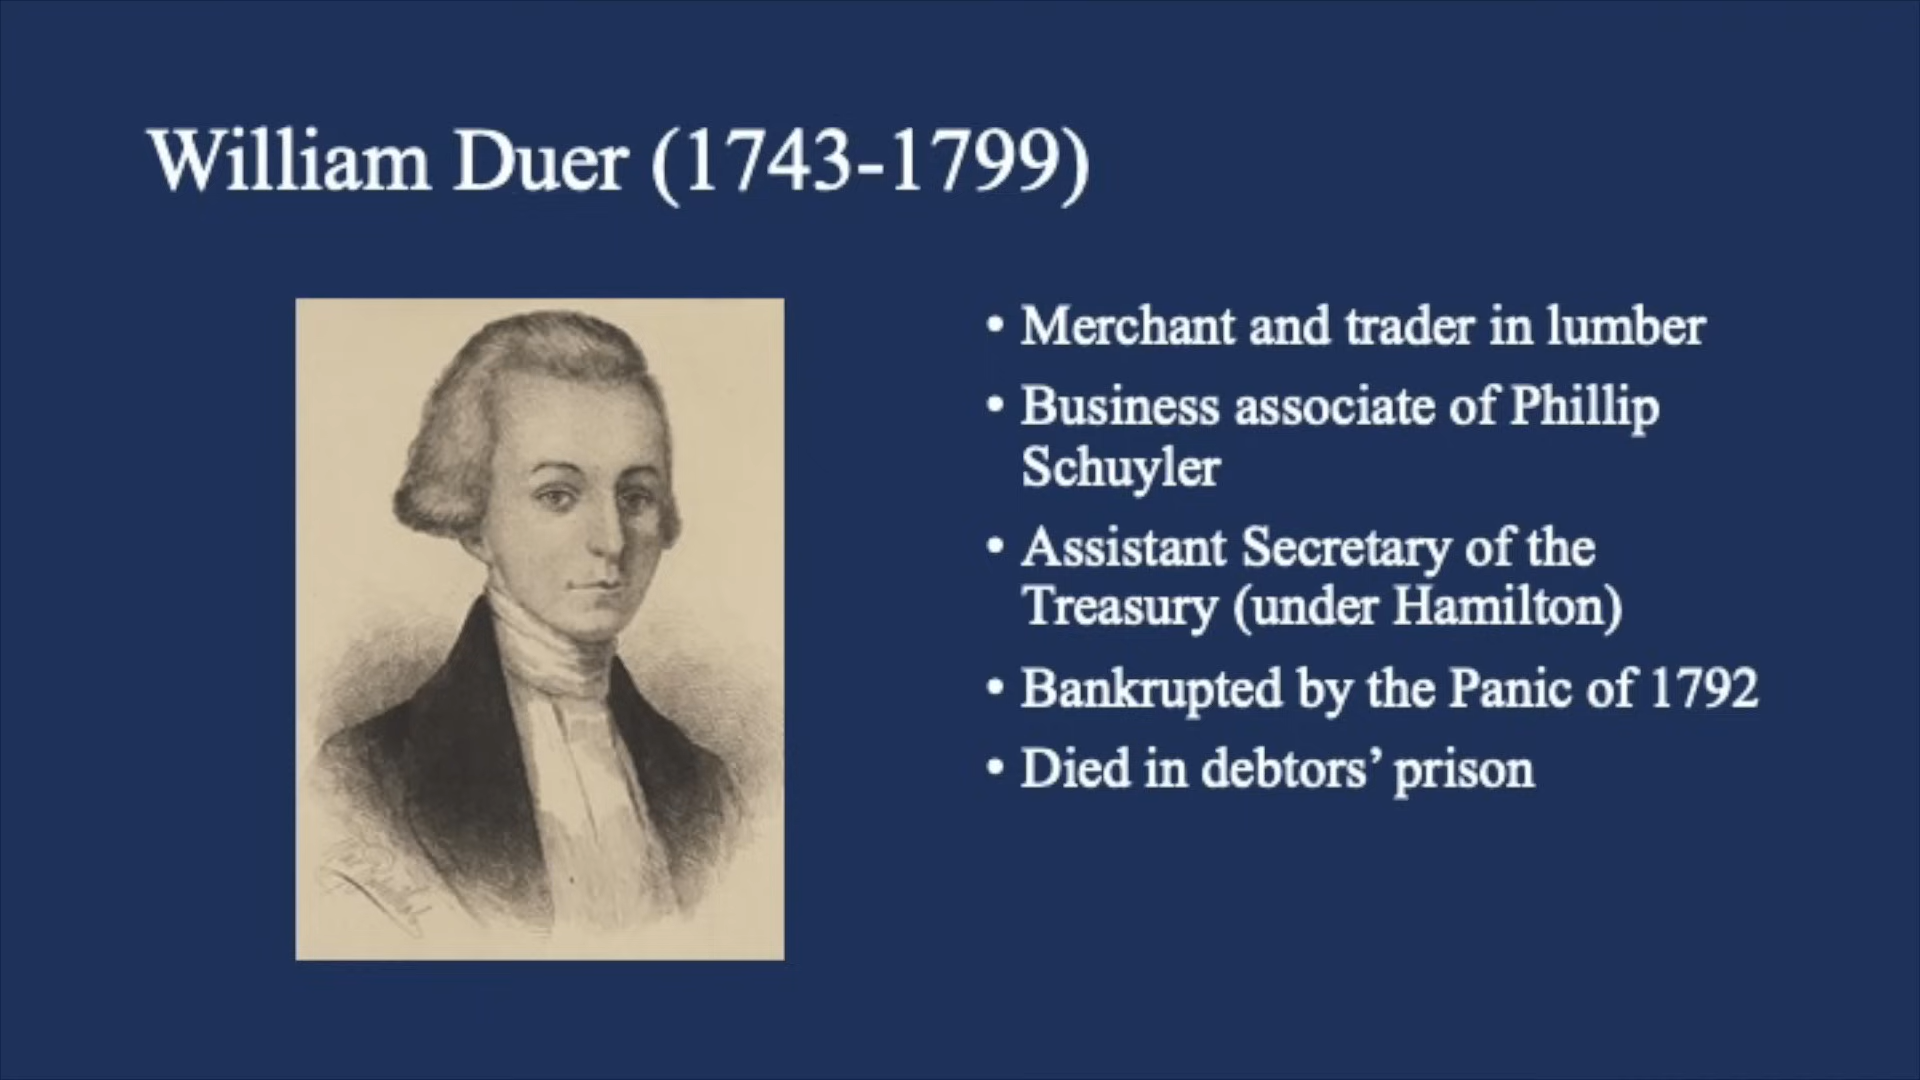 William Duer (1743-1799)
• Merchant and trader in lumber
• Business associate of Phillip
Schuyler
• Assistant Secretary of the
Treasury (under Hamilton)
• Bankrupted by the Panic of 1792
• Died in debtors’ prison